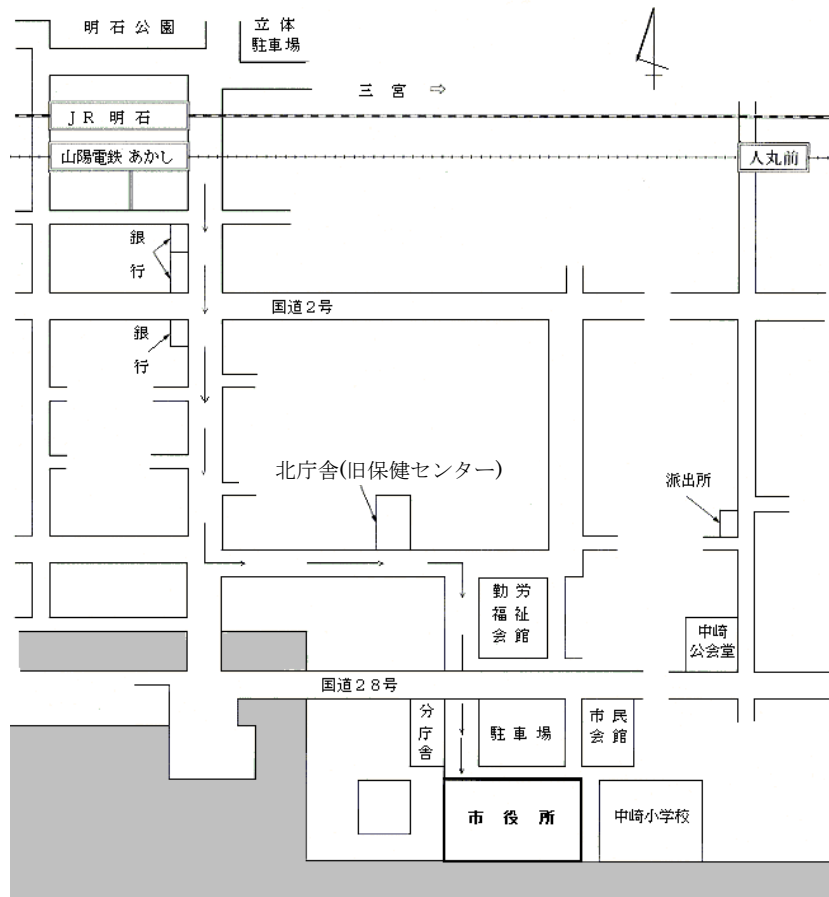 明石公園
立体
駐車場
三宮 ⇒
ＪＲ 明石
山陽電鉄 あかし
人丸前
銀
行
国道２号
銀
行
北庁舎(旧保健センター)
派出所
勤労
福祉
会館
中崎
公会堂
国道２８号
分
庁
舎
駐車場
市民
会館
市役所
中崎小学校